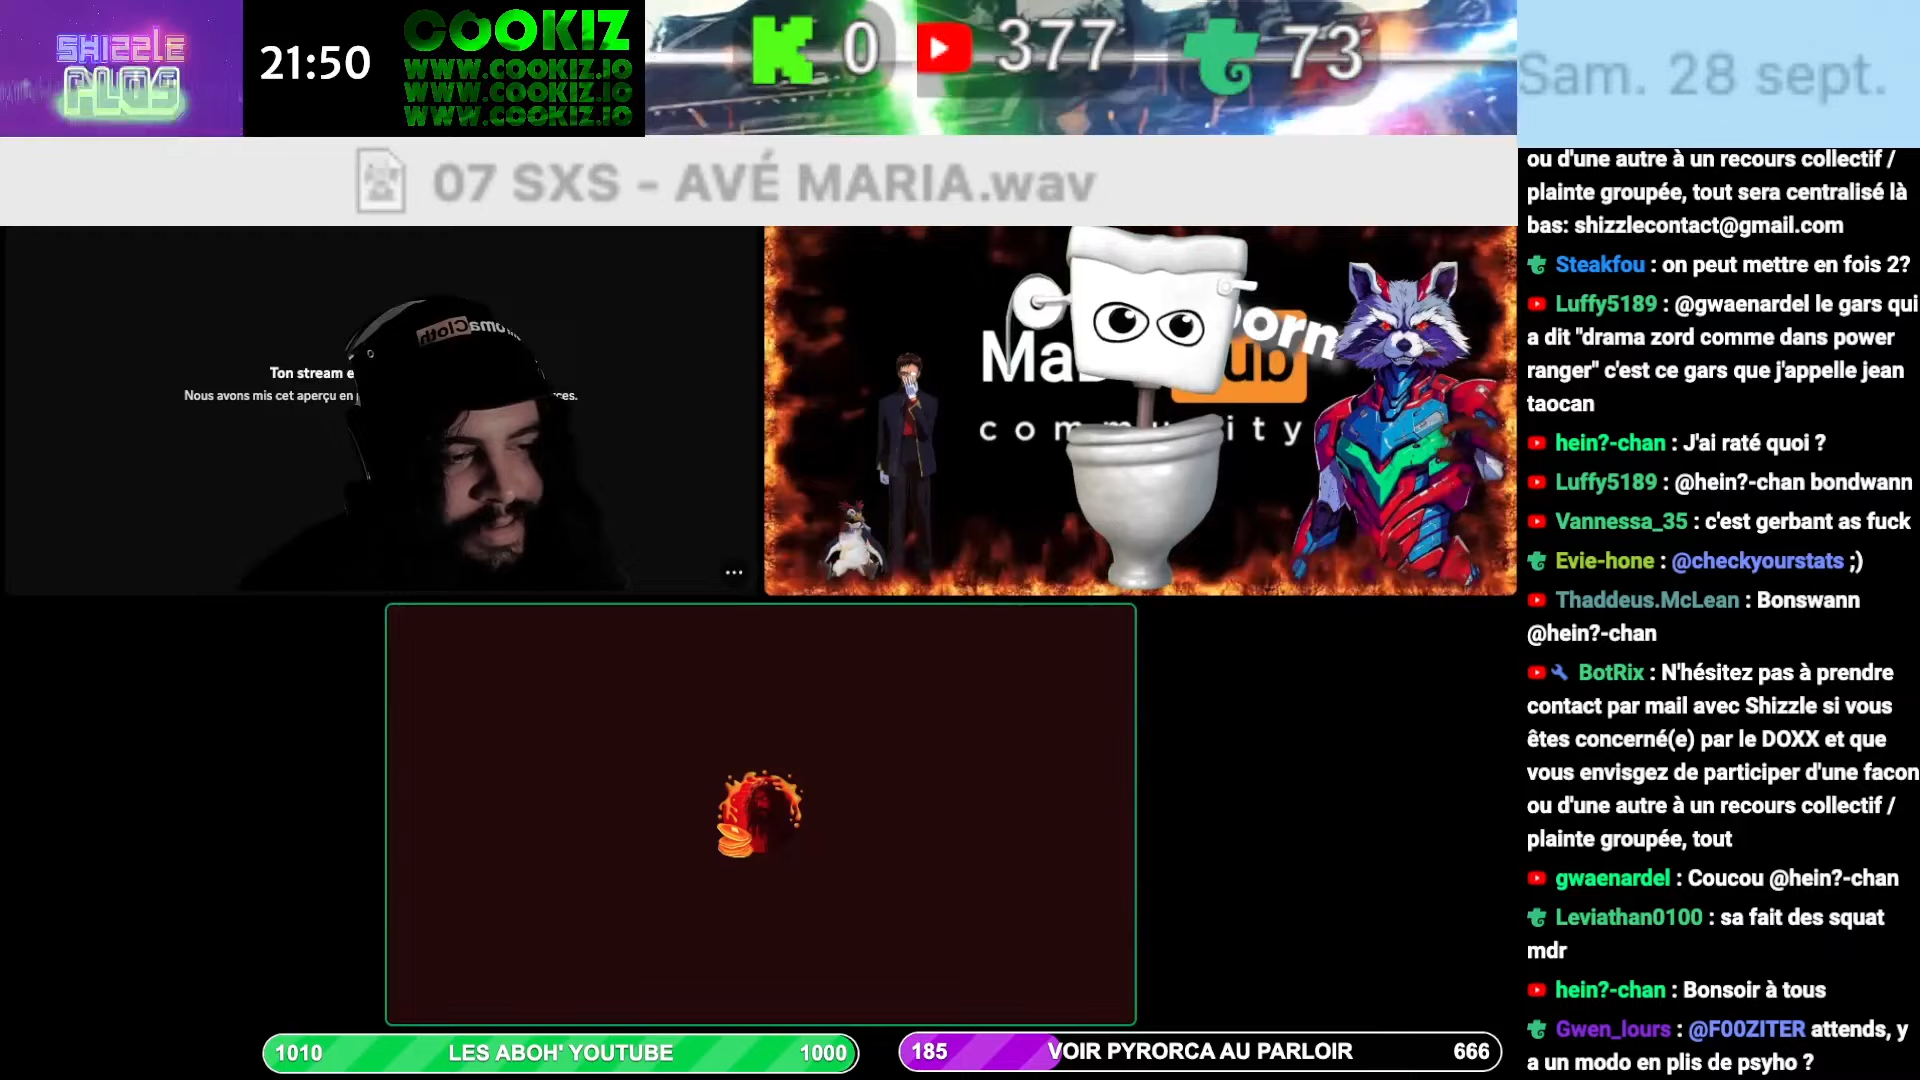 SHIZZLE
PLUS
21:50
COOKIZ
WWW.COOKIZ.IO
WWW.COOKIZ.IO
WWW.COOKIZ.IO
0
377
73
Sam. 28 sept.
07 SXS - AVÉ MARIA.wav
Ton stream e
Nous avons mis cet aperçu en
rces.
orn
Ma
ub
com
ity
ou d'une autre à un recours collectif /
plainte groupée, tout sera centralisé là
bas: shizzlecontact@gmail.com
Steakfou : on peut mettre en fois 2?
Luffy5189 : @gwaenardel le gars qui
a dit "drama zord comme dans power
ranger" c'est ce gars que j'appelle jean
taocan
hein?-chan : J'ai raté quoi ?
Luffy5189 : @hein?-chan bondwann
Vannessa_35 : c'est gerbant as fuck
Evie-hone : @checkyourstats ;)
Thaddeus.McLean : Bonswann
@hein?-chan
BotRix : N'hésitez pas à prendre
contact par mail avec Shizzle si vous
êtes concerné(e) par le DOXX et que
vous envisgez de participer d'une facon
ou d'une autre à un recours collectif /
plainte groupée, tout
gwaenardel : Coucou @hein?-chan
Leviathan0100 : sa fait des squat
mdr
hein?-chan : Bonsoir à tous
Gwen_lours : @F00ZITER attends, y
a un modo en plis de psyho ?
1010 LES ABOH' YOUTUBE 1000
185 VOIR PYRORCA AU PARLOIR 666